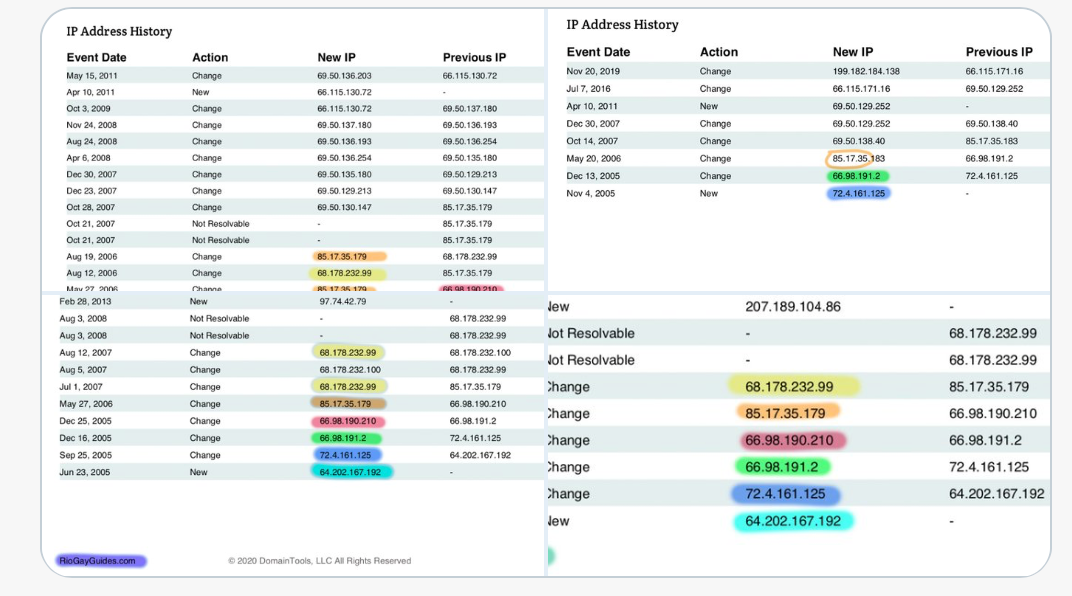 IP Address History
Event Date Action New IP Previous IP
May 15, 2011 Change 69.50.136.203 66.115.130.72
Apr 10, 2011 New 66.115.130.72 -
Oct 3, 2009 Change 66.115.130.72 69.50.137.180
Nov 24, 2008 Change 69.50.137.180 69.50.136.193
Aug 24, 2008 Change 69.50.136.193 69.50.136.254
Apr 6, 2008 Change 69.50.136.254 69.50.135.180
Dec 30, 2007 Change 69.50.135.180 69.50.129.213
Dec 23, 2007 Change 69.50.129.213 69.50.130.147
Oct 28, 2007 Change 69.50.130.147 85.17.35.179
Oct 21, 2007 Not Resolvable - 85.17.35.179
Oct 21, 2007 Not Resolvable - 85.17.35.179
Aug 19, 2006 Change 85.17.35.179 68.178.232.99
Aug 12, 2006 Change 68.178.232.99 85.17.35.179
May 27, 2006 Change 85.17.35.179 66.98.190.210
IP Address History
Event Date Action New IP Previous IP
Nov 20, 2019 Change 199.182.184.138 66.115.171.16
Jul 7, 2016 Change 66.115.171.16 69.50.129.252
Apr 10, 2011 New 69.50.129.252 -
Dec 30, 2007 Change 69.50.129.252 69.50.138.40
Oct 14, 2007 Change 69.50.138.40 85.17.35.183
May 20, 2006 Change 85.17.35.183 66.98.191.2
Dec 13, 2005 Change 66.98.191.2 72.4.161.125
Nov 4, 2005 New 72.4.161.125 -
Feb 28, 2013 New 97.74.42.79 -
Aug 3, 2008 Not Resolvable - 68.178.232.99
Aug 3, 2008 Not Resolvable - 68.178.232.99
Aug 12, 2007 Change 68.178.232.99 68.178.232.100
Aug 5, 2007 Change 68.178.232.100 68.178.232.99
Jul 1, 2007 Change 68.178.232.99 85.17.35.179
May 27, 2006 Change 85.17.35.179 66.98.190.210
Dec 25, 2005 Change 66.98.190.210 66.98.191.2
Dec 16, 2005 Change 66.98.191.2 72.4.161.125
Sep 25, 2005 Change 72.4.161.125 64.202.167.192
Jun 23, 2005 New 64.202.167.192 -
RioGayGuides.com © 2020 DomainTools, LLC All Rights Reserved
New 207.189.104.86 -
Not Resolvable - 68.178.232.99
Not Resolvable - 68.178.232.99
Change 68.178.232.99 85.17.35.179
Change 85.17.35.179 66.98.190.210
Change 66.98.190.210 66.98.191.2
Change 66.98.191.2 72.4.161.125
Change 72.4.161.125 64.202.167.192
New 64.202.167.192 -